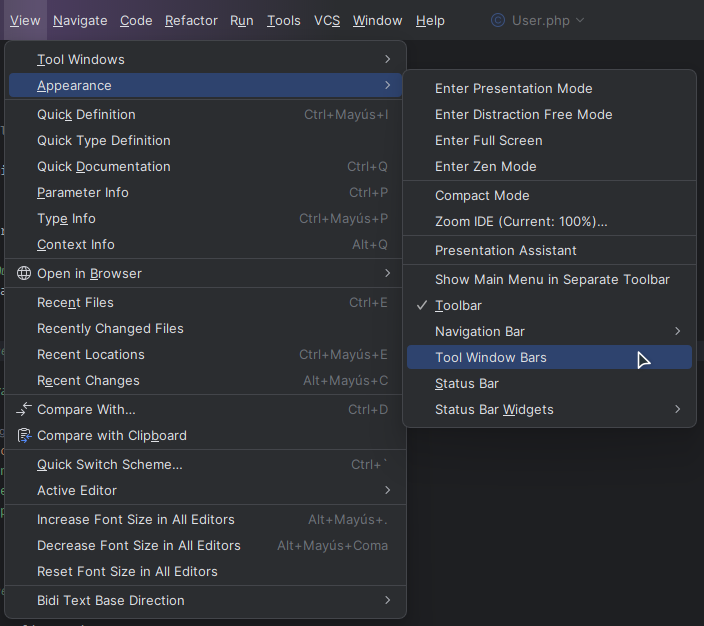 View Navigate Code Refactor Run Tools VCS Window Help User.php
Tool Windows
Appearance
Quick Definition Ctrl+Mayús+I
Quick Type Definition
Quick Documentation Ctrl+Q
Parameter Info Ctrl+P
Type Info Ctrl+Mayús+P
Context Info Alt+Q
Open in Browser
Recent Files Ctrl+E
Recently Changed Files
Recent Locations Ctrl+Mayús+E
Recent Changes Alt+Mayús+C
Compare With... Ctrl+D
Compare with Clipboard
Quick Switch Scheme... Ctrl+`
Active Editor
Increase Font Size in All Editors Alt+Mayús+.
Decrease Font Size in All Editors Alt+Mayús+Coma
Reset Font Size in All Editors
Bidi Text Base Direction
Enter Presentation Mode
Enter Distraction Free Mode
Enter Full Screen
Enter Zen Mode
Compact Mode
Zoom IDE (Current: 100%)...
Presentation Assistant
Show Main Menu in Separate Toolbar
Toolbar
Navigation Bar
Tool Window Bars
Status Bar
Status Bar Widgets